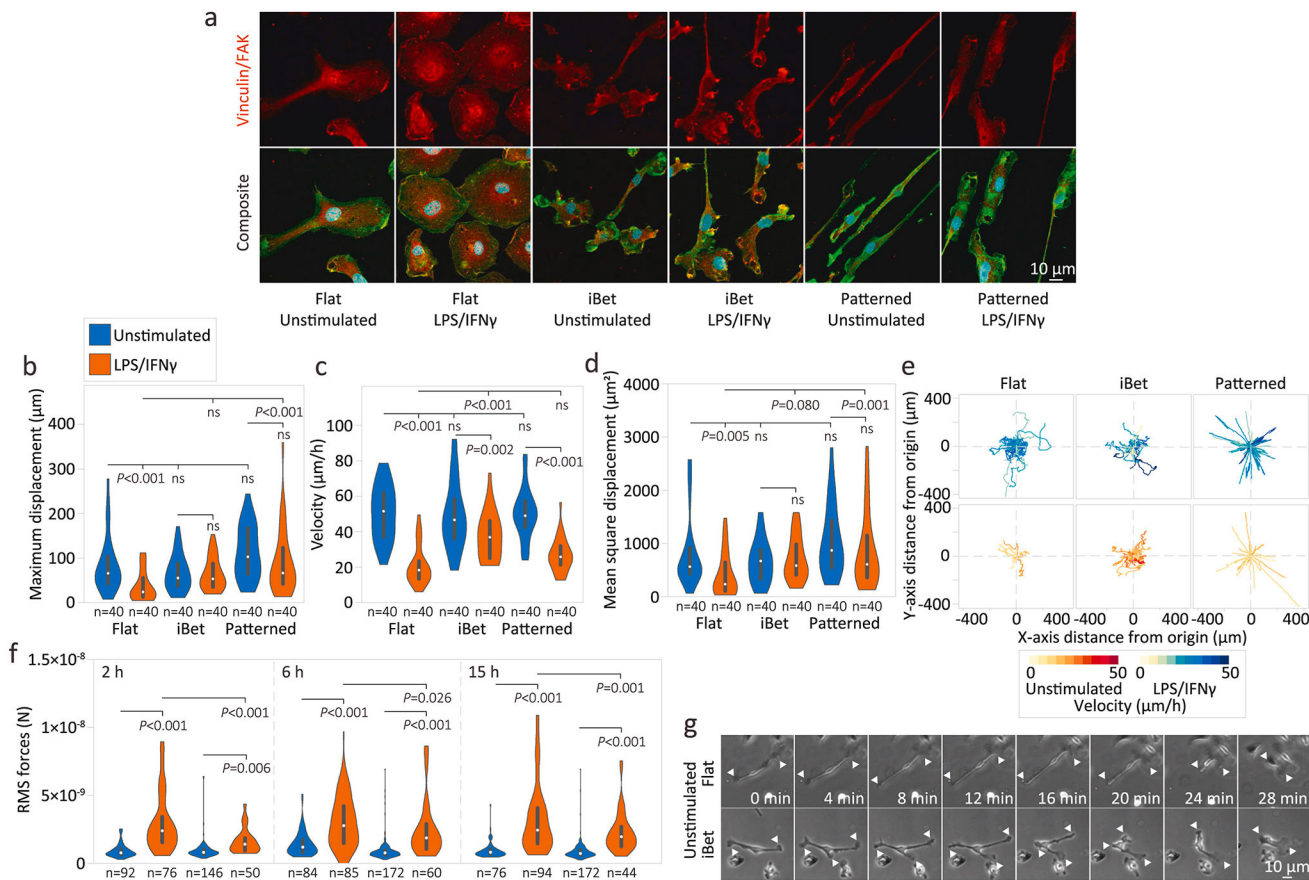 a
Vinculin/FAK
Composite
10 μm
Flat
Unstimulated
Flat
LPS/IFNγ
iBet
Unstimulated
iBet
LPS/IFNγ
Patterned
Unstimulated
Patterned
LPS/IFNγ
Unstimulated
LPS/IFNγ
b
Maximum displacement (μm)
400
300
200
100
0
P<0.001
ns
ns
P<0.001
ns
ns
ns
n=40 n=40 n=40 n=40 n=40 n=40
Flat iBet Patterned
c
Velocity (μm/h)
100
80
60
40
20
0
P<0.001
ns
P<0.001
ns
ns
P=0.002
P<0.001
n=40 n=40 n=40 n=40 n=40 n=40
Flat iBet Patterned
d
Mean square displacement (μm²)
4000
3000
2000
1000
0
P=0.080
P=0.001
P=0.005
ns
ns
ns
ns
n=40 n=40 n=40 n=40 n=40 n=40
Flat iBet Patterned
e
Flat iBet Patterned
Y-axis distance from origin (μm)
400
0
-400
400
0
-400
-400 0 400 0 400 0 400
X-axis distance from origin (μm)
0 50 0 50
Unstimulated LPS/IFNγ
Velocity (μm/h)
f
RMS forces (N)
1.5×10⁻⁸
1×10⁻⁸
5×10⁻⁹
0
2 h 6 h 15 h
P<0.001
P<0.001
P=0.006
P<0.001
P=0.026
P<0.001
P<0.001
P=0.001
P<0.001
n=92 n=76 n=146 n=50 n=84 n=85 n=172 n=60 n=76 n=94 n=172 n=44
g
Unstimulated
Flat
0 min 4 min 8 min 12 min 16 min 20 min 24 min 28 min
Unstimulated
iBet
10 μm